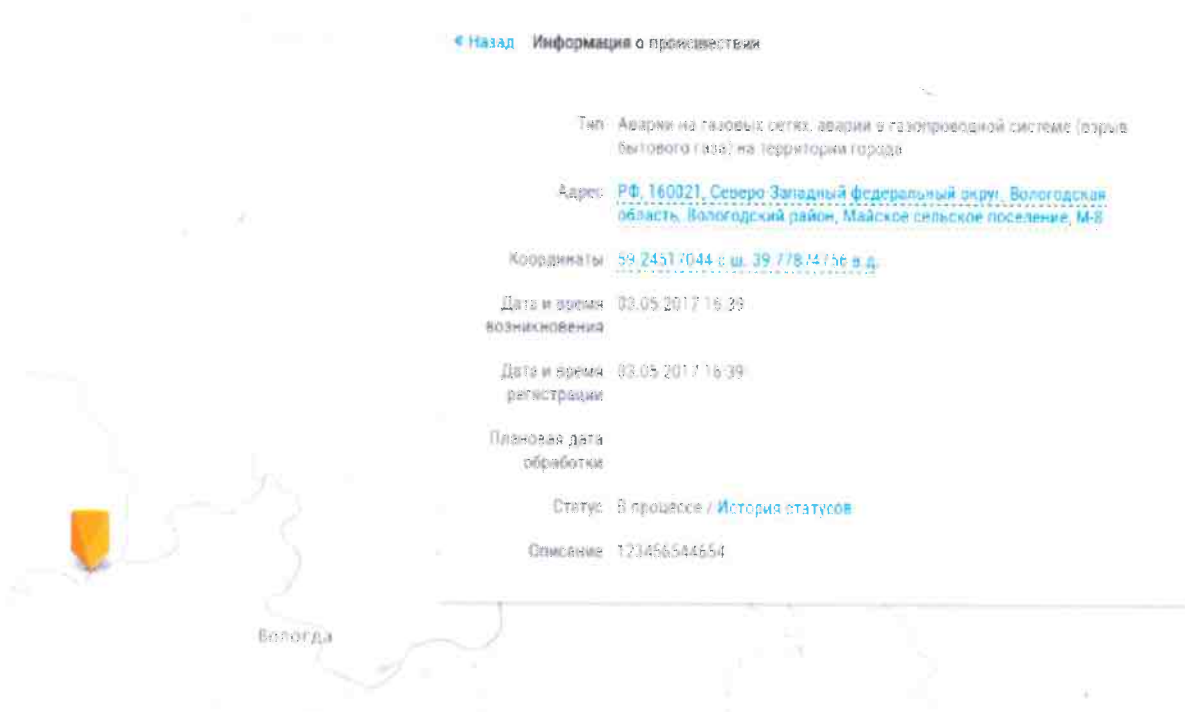 Назад Информация о происшествии
Тип Аварии на газовых сетях, аварии в газопроводной системе (взрыв
бытового газа) на территории города
Адрес РФ, 160021, Северо-Западный федеральный округ, Вологодская
область, Вологодский район, Майское сельское поселение, М-8
Координаты 59.24517044 с.ш. 39.77874756 в.д.
Дата и время 03.05.2017 16:39
возникновения
Дата и время 03.05.2017 16:39
регистрации
Плановая дата
обработки
Статус В процессе / История статусов
Описание 123456544654
Вологда